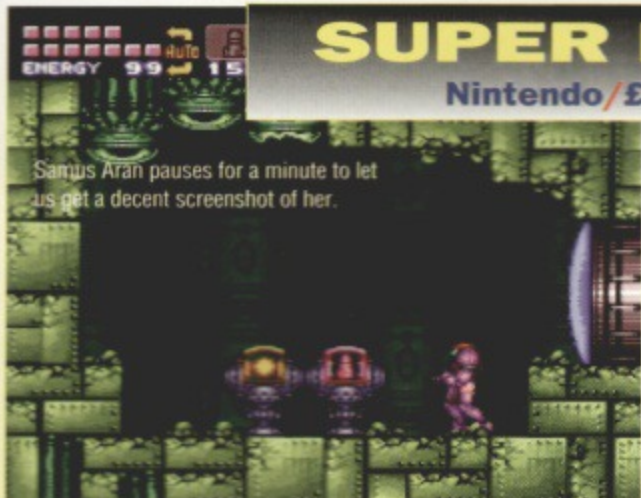 AUTO
ENERGY 99 15
SUPER
Nintendo/£
Samus Aran pauses for a minute to let
us get a decent screenshot of her.